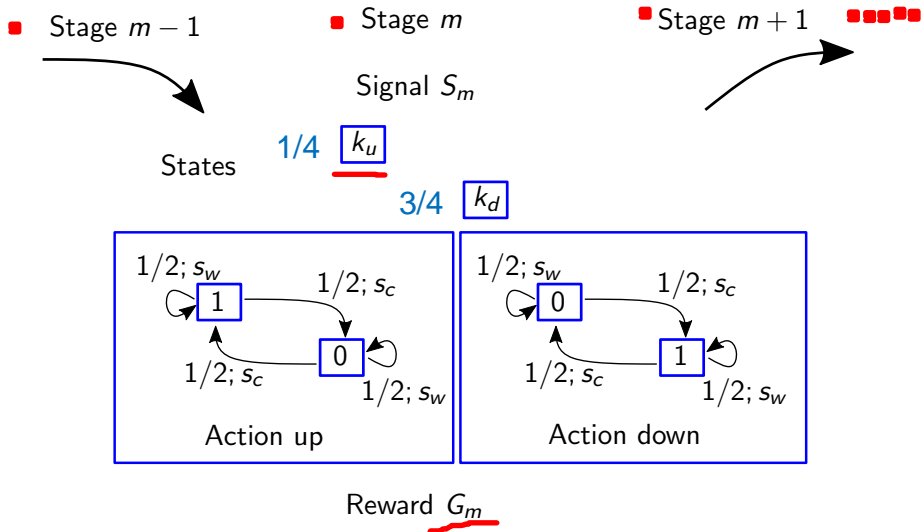 Stage m − 1
Stage m
Stage m + 1
Signal S_m
1/4 k_u
States
3/4 k_d
1/2; s_w
1
1/2; s_c
0
1/2; s_c
1/2; s_w
Action up
1/2; s_w
0
1/2; s_c
1
1/2; s_c
1/2; s_w
Action down
Reward G_m